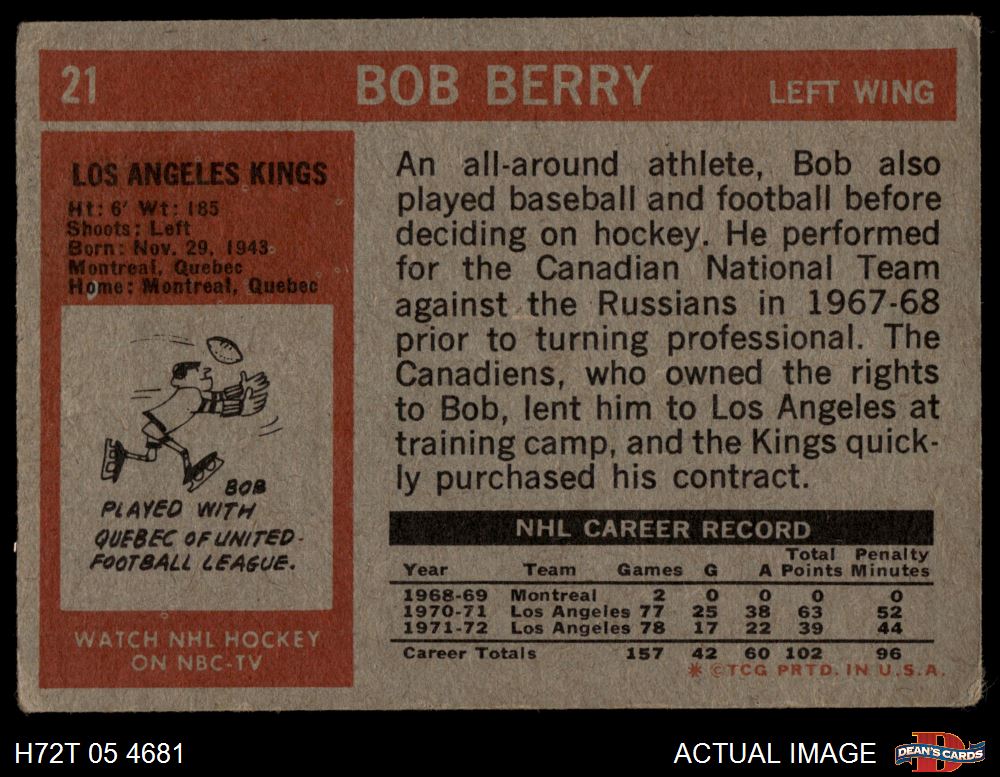 21
BOB BERRY
LEFT WING
LOS ANGELES KINGS
Ht: 6' Wt: 185
Shoots: Left
Born: Nov. 29, 1943
Montreal, Quebec
Home: Montreal, Quebec
BOB
PLAYED WITH
QUEBEC OF UNITED
FOOTBALL LEAGUE.
WATCH NHL HOCKEY
ON NBC-TV
An all-around athlete, Bob also
played baseball and football before
deciding on hockey. He performed
for the Canadian National Team
against the Russians in 1967-68
prior to turning professional. The
Canadiens, who owned the rights
to Bob, lent him to Los Angeles at
training camp, and the Kings quick-
ly purchased his contract.
NHL CAREER RECORD
Total Penalty
Year Team Games G A Points Minutes
1968-69 Montreal 2 0 0 0 0
1970-71 Los Angeles 77 25 38 63 52
1971-72 Los Angeles 78 17 22 39 44
Career Totals 157 42 60 102 96
* © TCG PRTD. IN U.S.A.
H72T 05 4681
ACTUAL IMAGE
D
DEAN'S CARDS